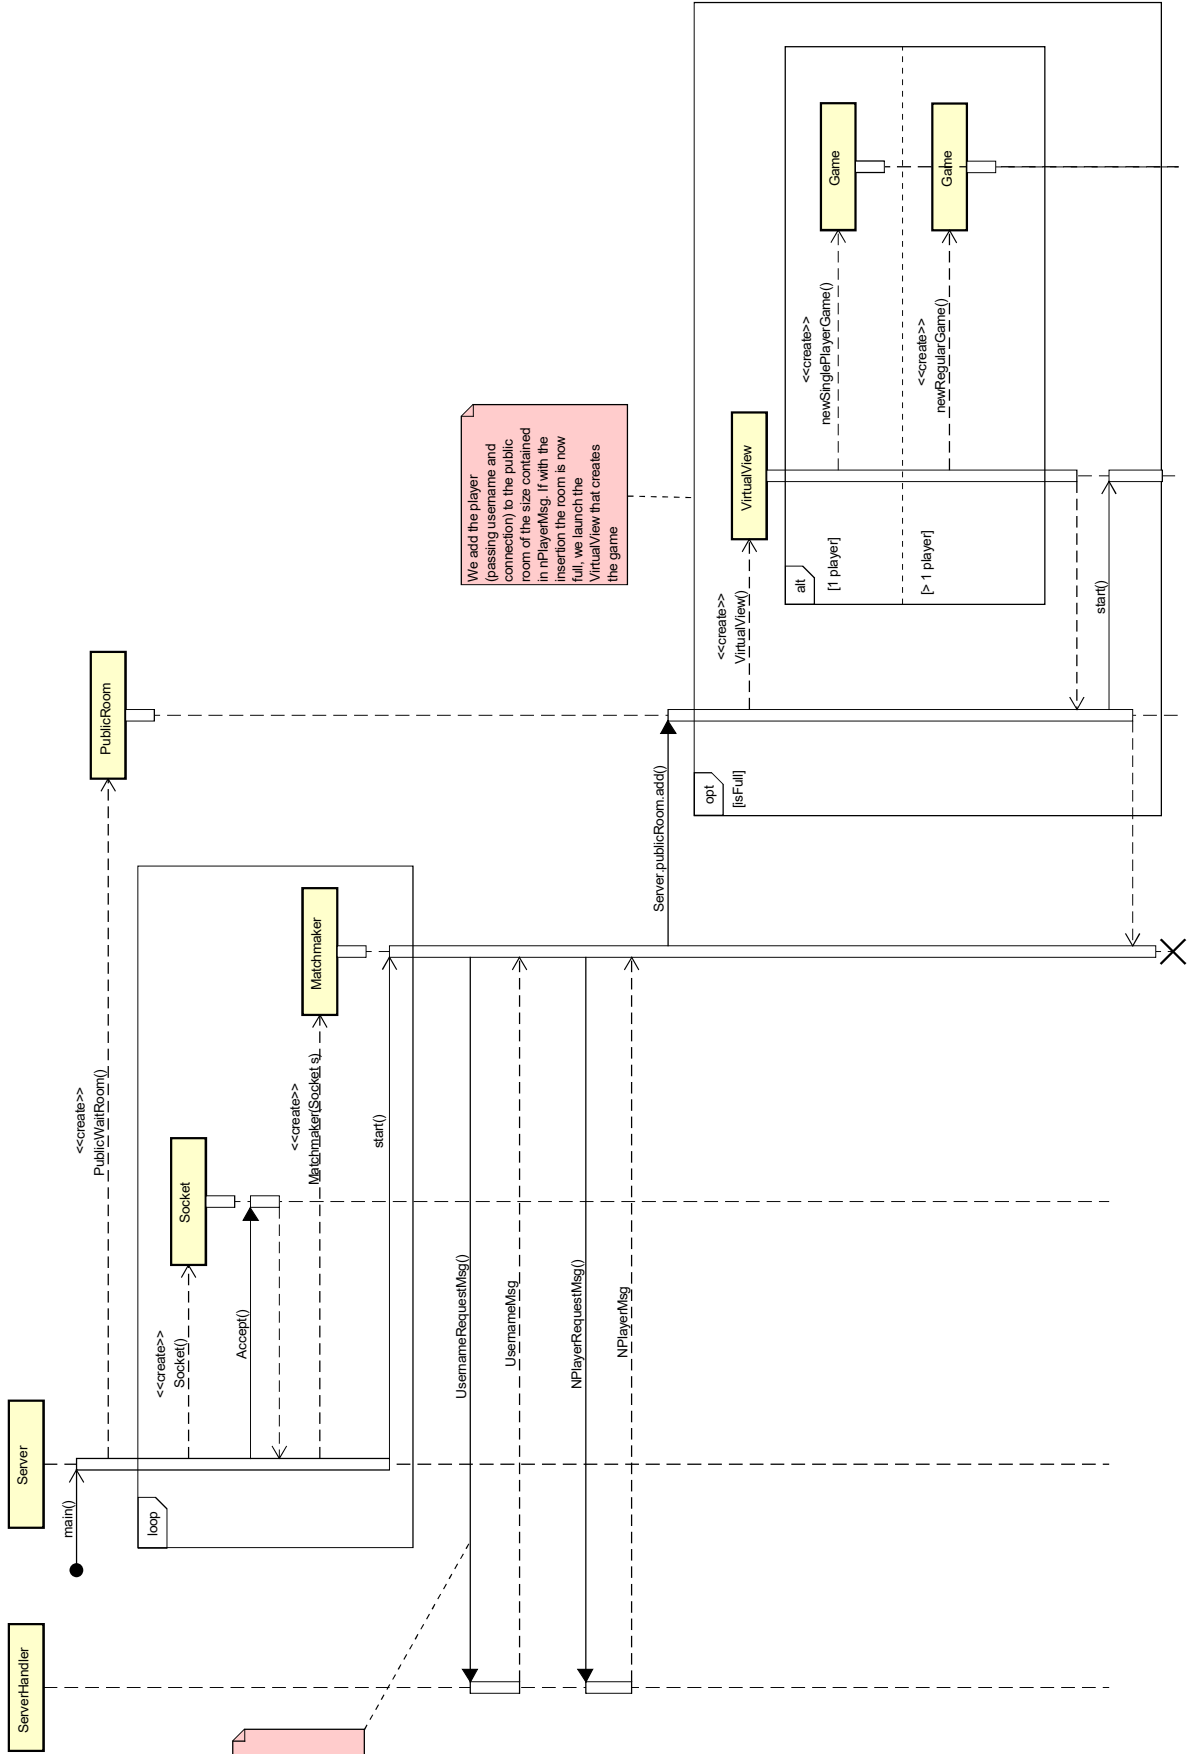 ServerHandler
Server
main()
<<create>>
PublicWaitRoom()
PublicRoom
loop
<<create>>
Socket()
Socket
Accept()
<<create>>
Matchmaker(Socket s)
Matchmaker
start()
UsernameRequestMsg()
UsernameMsg
NPlayerRequestMsg()
NPlayerMsg
We add the player
(passing username and
connection) to the public
room of the size contained
in nPlayerMsg. If with the
insertion the room is now
full, we launch the
VirtualView that creates
the game
Server.publicRoom.add()
opt
[isFull]
<<create>>
VirtualView()
VirtualView
alt
[1 player]
<<create>>
newSinglePlayerGame()
Game
[> 1 player]
<<create>>
newRegularGame()
Game
start()